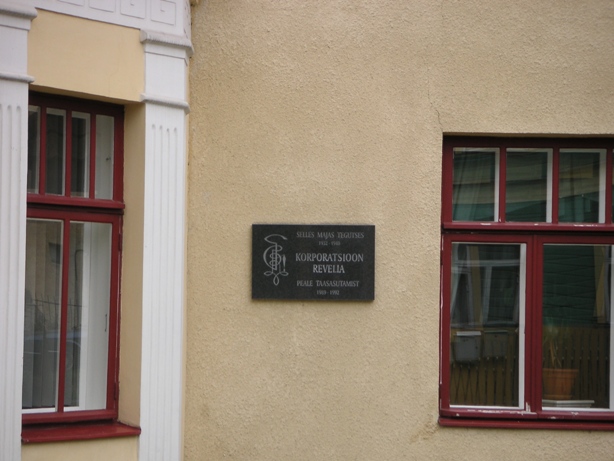 SELLES MAJAS TEGUTSES
KORPORATSIOON
REVELIA
PEALE TAASASUTAMIST